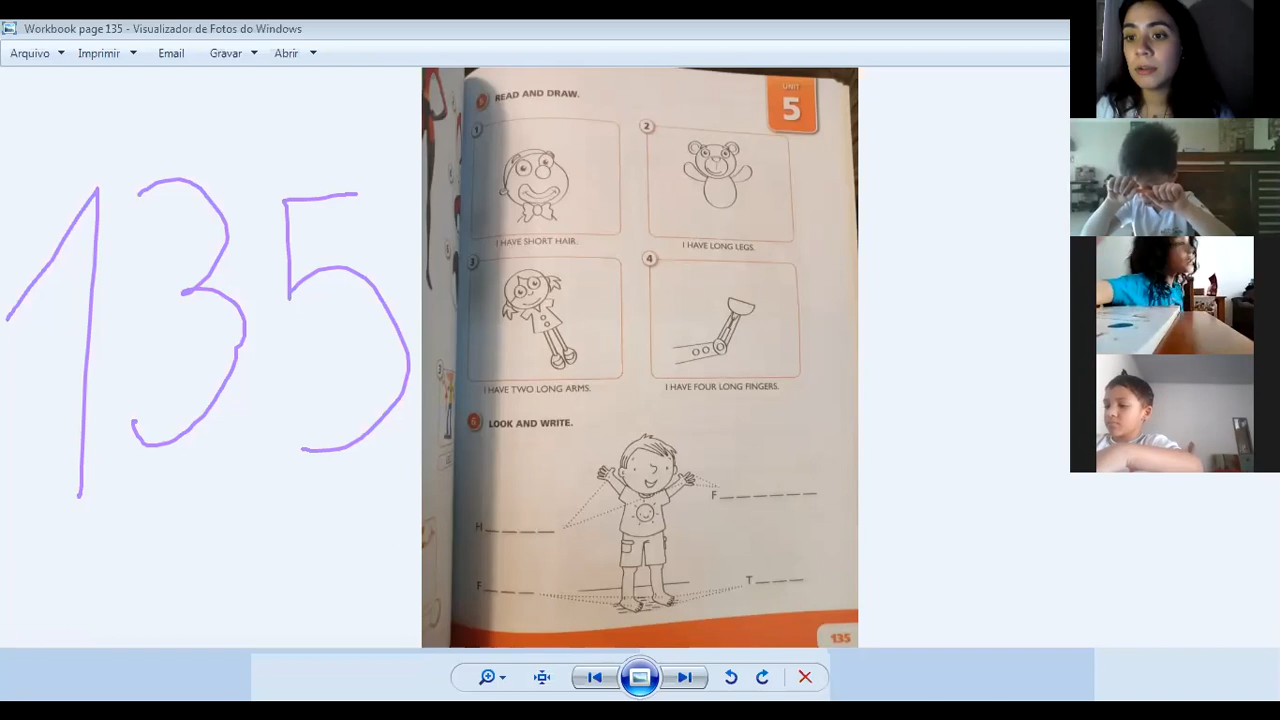 Workbook page 135 - Visualizador de Fotos do Windows
Arquivo Imprimir Email Gravar Abrir
135
READ AND DRAW.
UNIT
5
1
2
I HAVE SHORT HAIR.
I HAVE LONG LEGS.
3
4
I HAVE TWO LONG ARMS.
I HAVE FOUR LONG FINGERS.
6 LOOK AND WRITE.
F _ _ _ _ _ _
H _ _ _ _
F _ _ _
T _ _ _
135